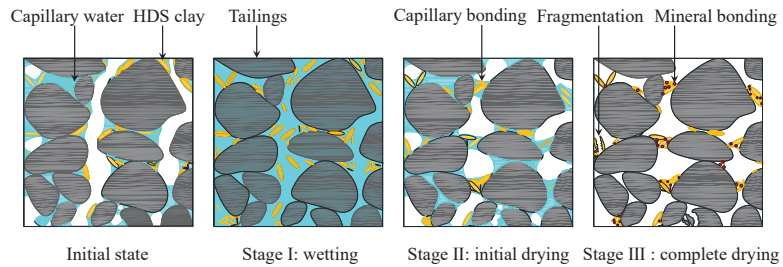 Capillary water HDS clay Tailings Capillary bonding Fragmentation Mineral bonding
Initial state Stage I: wetting Stage II: initial drying Stage III : complete drying